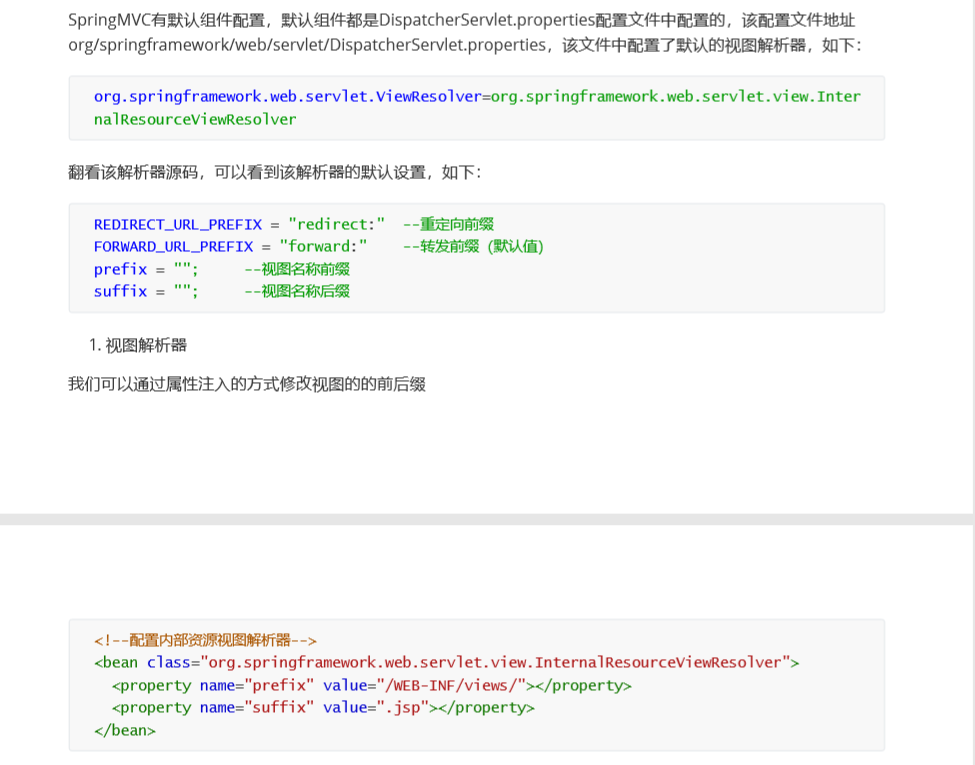 SpringMVC有默认组件配置，默认组件都是DispatcherServlet.properties配置文件中配置的，该配置文件地址
org/springframework/web/servlet/DispatcherServlet.properties，该文件中配置了默认的视图解析器，如下：
org.springframework.web.servlet.ViewResolver=org.springframework.web.servlet.view.Inter
nalResourceViewResolver
翻看该解析器源码，可以看到该解析器的默认设置，如下：
REDIRECT_URL_PREFIX = "redirect:"  --重定向前缀
FORWARD_URL_PREFIX = "forward:"    --转发前缀（默认值）
prefix = "";     --视图名称前缀
suffix = "";     --视图名称后缀
1. 视图解析器
我们可以通过属性注入的方式修改视图的的前后缀
<!--配置内部资源视图解析器-->
<bean class="org.springframework.web.servlet.view.InternalResourceViewResolver">
  <property name="prefix" value="/WEB-INF/views/"></property>
  <property name="suffix" value=".jsp"></property>
</bean>